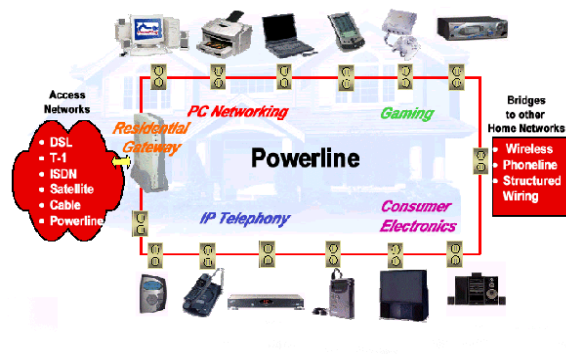 Access
Networks
• DSL
• T-1
• ISDN
• Satellite
• Cable
• Powerline
Residential
Gateway
PC Networking
Gaming
Powerline
IP Telephony
Consumer
Electronics
Bridges
to other
Home Networks
• Wireless
• Phoneline
• Structured
Wiring